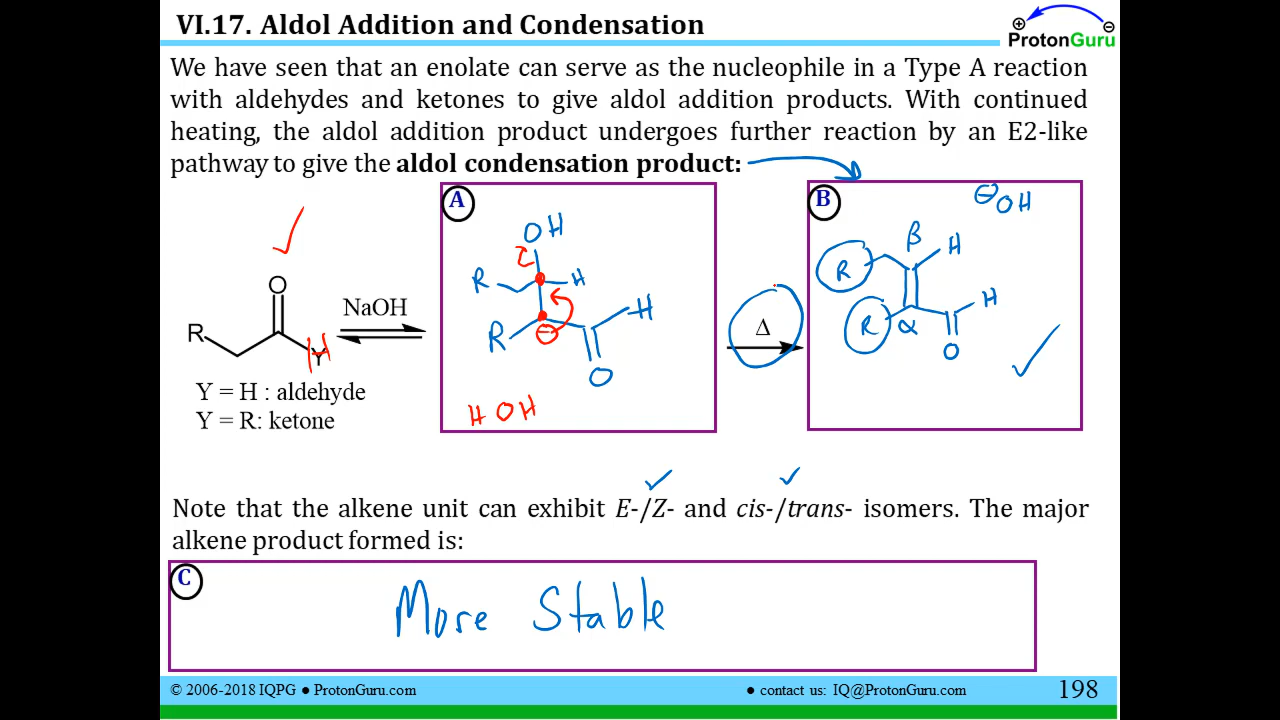 VI.17. Aldol Addition and Condensation
ProtonGuru
We have seen that an enolate can serve as the nucleophile in a Type A reaction
with aldehydes and ketones to give aldol addition products. With continued
heating, the aldol addition product undergoes further reaction by an E2-like
pathway to give the aldol condensation product:
A
OH
R
H
R
H
O
H OH
O
R
Y
H
NaOH
Y = H : aldehyde
Y = R: ketone
Δ
B
⊖OH
β
H
R
R
α
H
O
Note that the alkene unit can exhibit E-/Z- and cis-/trans- isomers. The major
alkene product formed is:
C
More Stable
© 2006-2018 IQPG ● ProtonGuru.com
● contact us: IQ@ProtonGuru.com
198